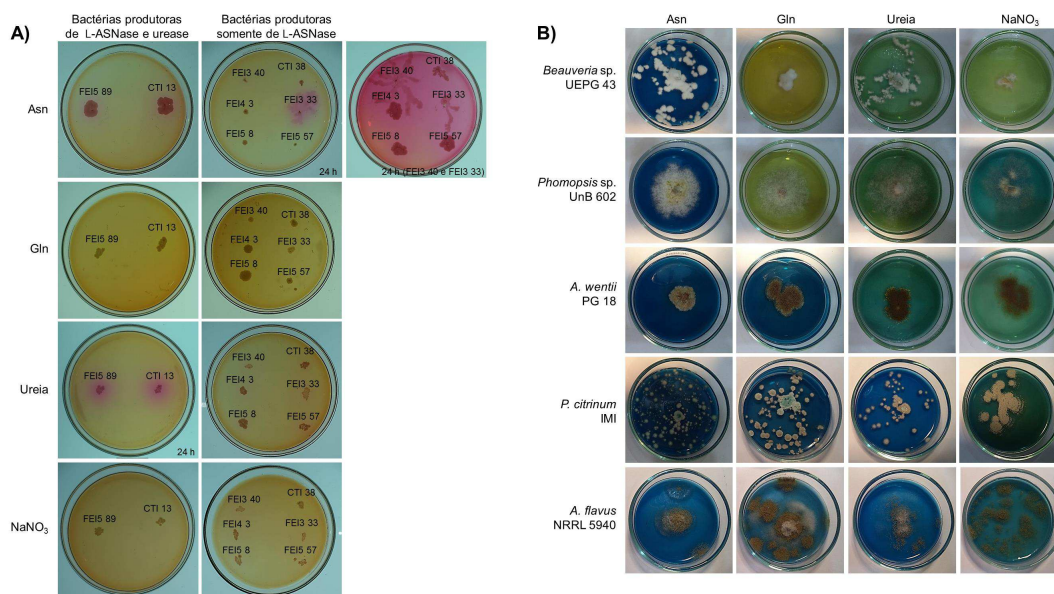 A)
Bactérias produtoras
de L-ASNase e urease
Bactérias produtoras
somente de L-ASNase
Asn
FEI5 89
CTI 13
FEI3 40
CTI 38
FEI4 3
FEI3 33
FEI5 8
FEI5 57
24 h
FEI3 40
CTI 38
FEI4 3
FEI3 33
FEI5 8
FEI5 57
24 h (FEI3 40 e FEI3 33)
Gln
FEI5 89
CTI 13
FEI3 40
CTI 38
FEI4 3
FEI3 33
FEI5 8
FEI5 57
Ureia
FEI5 89
CTI 13
24 h
FEI3 40
CTI 38
FEI4 3
FEI3 33
FEI5 8
FEI5 57
NaNO₃
FEI5 89
CTI 13
FEI3 40
CTI 38
FEI4 3
FEI3 33
FEI5 8
FEI5 57
B)
Asn
Gln
Ureia
NaNO₃
Beauveria sp.
UEPG 43
Phomopsis sp.
UnB 602
A. wentii
PG 18
P. citrinum
IMI
A. flavus
NRRL 5940